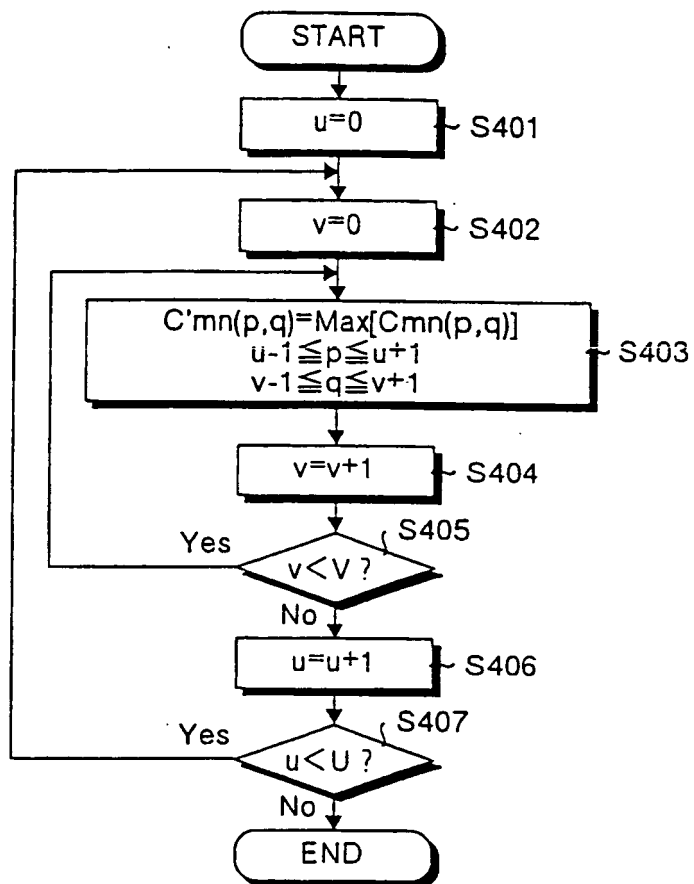 START
u=0
S401
v=0
S402
C'mn(p,q)=Max[Cmn(p,q)]
u-1≦p≦u+1
v-1≦q≦v+1
S403
v=v+1
S404
S405
Yes
v<V ?
No
u=u+1
S406
S407
Yes
u<U ?
No
END